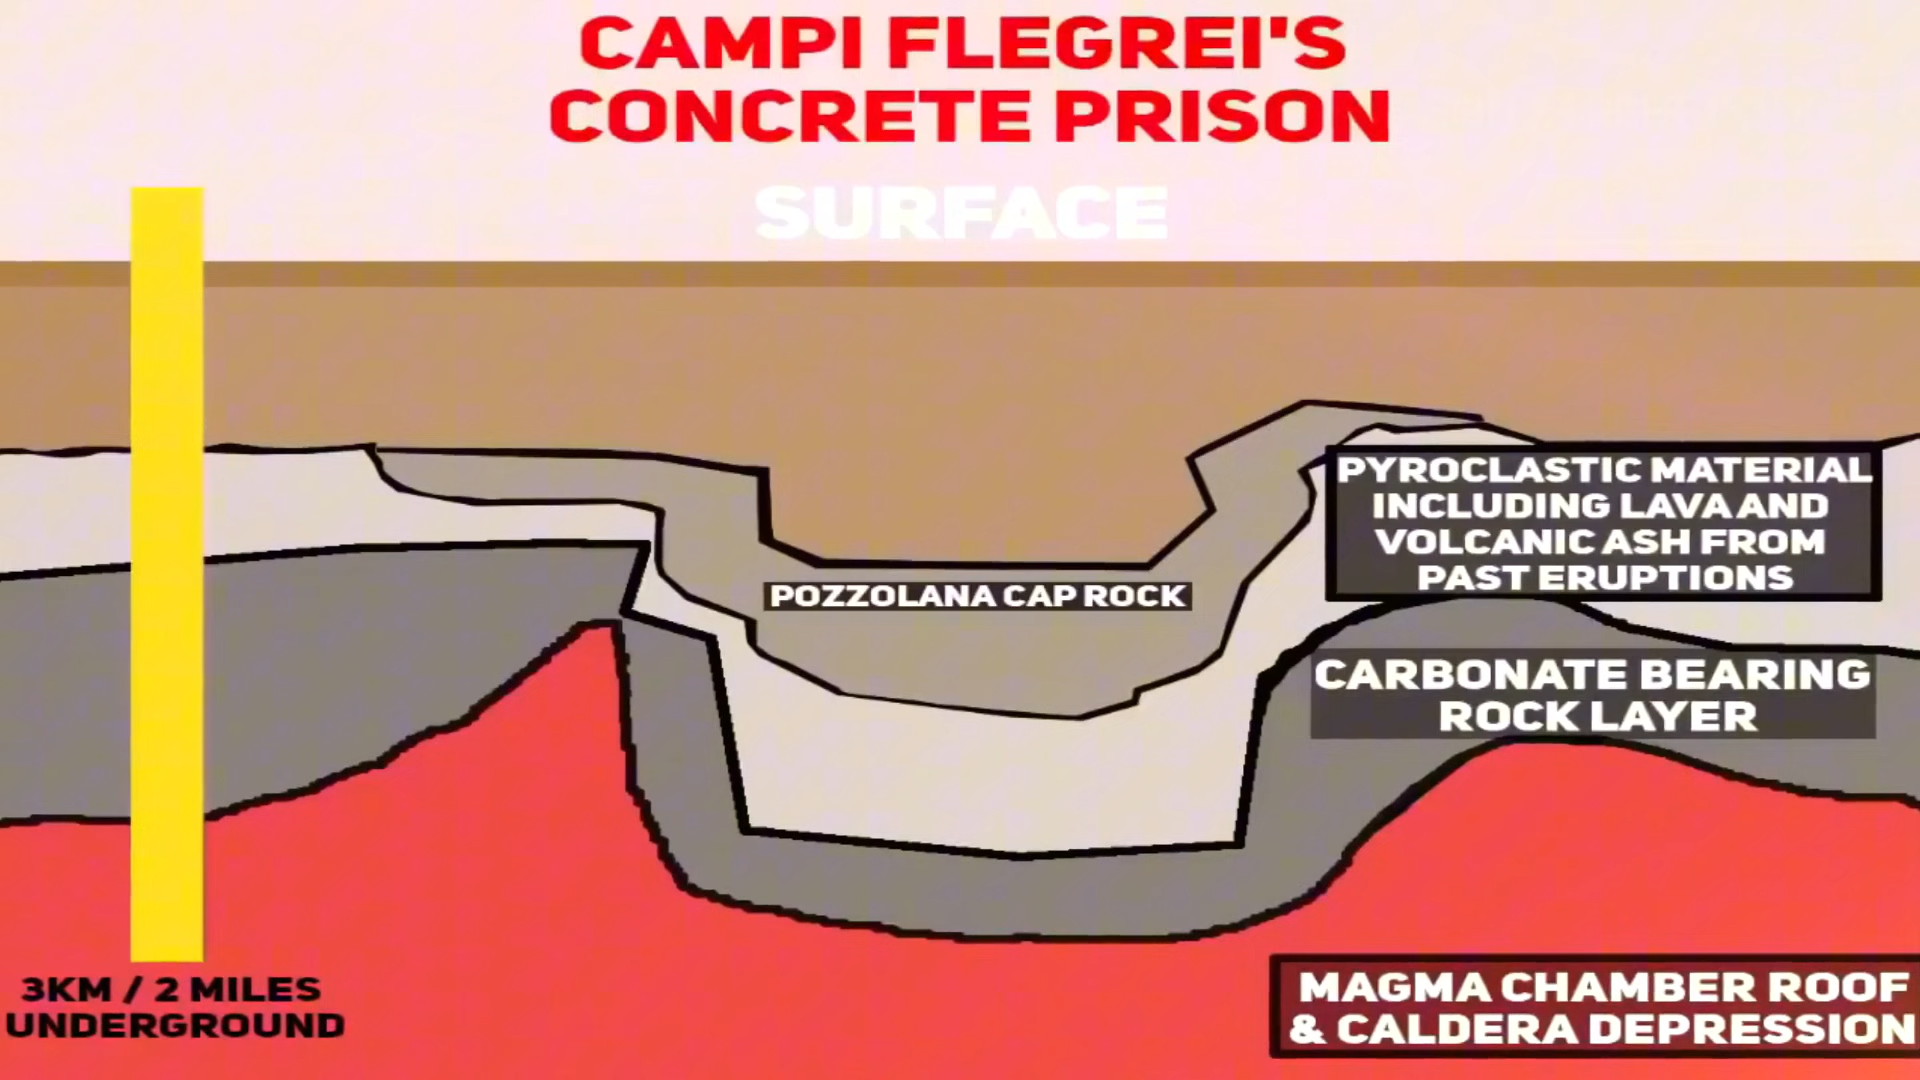 CAMPI FLEGREI'S
CONCRETE PRISON
SURFACE
PYROCLASTIC MATERIAL
INCLUDING LAVA AND
VOLCANIC ASH FROM
PAST ERUPTIONS
POZZOLANA CAP ROCK
CARBONATE BEARING
ROCK LAYER
3KM / 2 MILES
UNDERGROUND
MAGMA CHAMBER ROOF
& CALDERA DEPRESSION